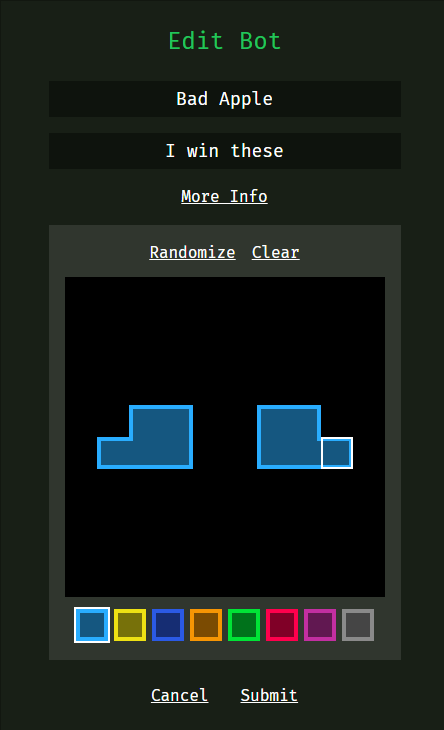 Edit Bot
Bad Apple
I win these
More Info
Randomize Clear
Cancel Submit